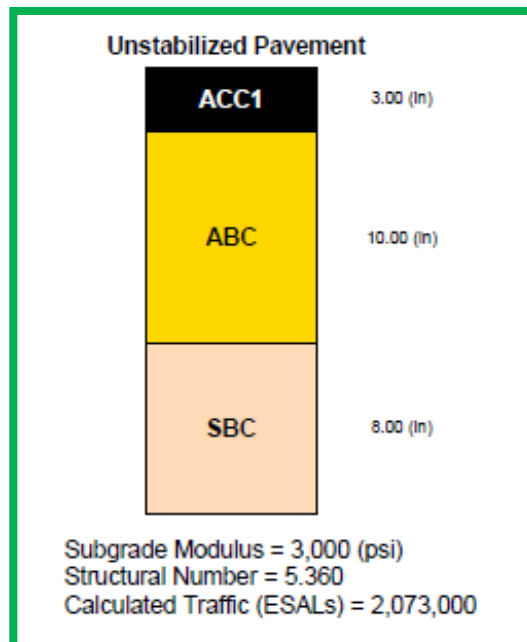 Unstabilized Pavement
ACC1 3.00 (in)
ABC 10.00 (in)
SBC 8.00 (in)
Subgrade Modulus = 3,000 (psi)
Structural Number = 5.360
Calculated Traffic (ESALs) = 2,073,000